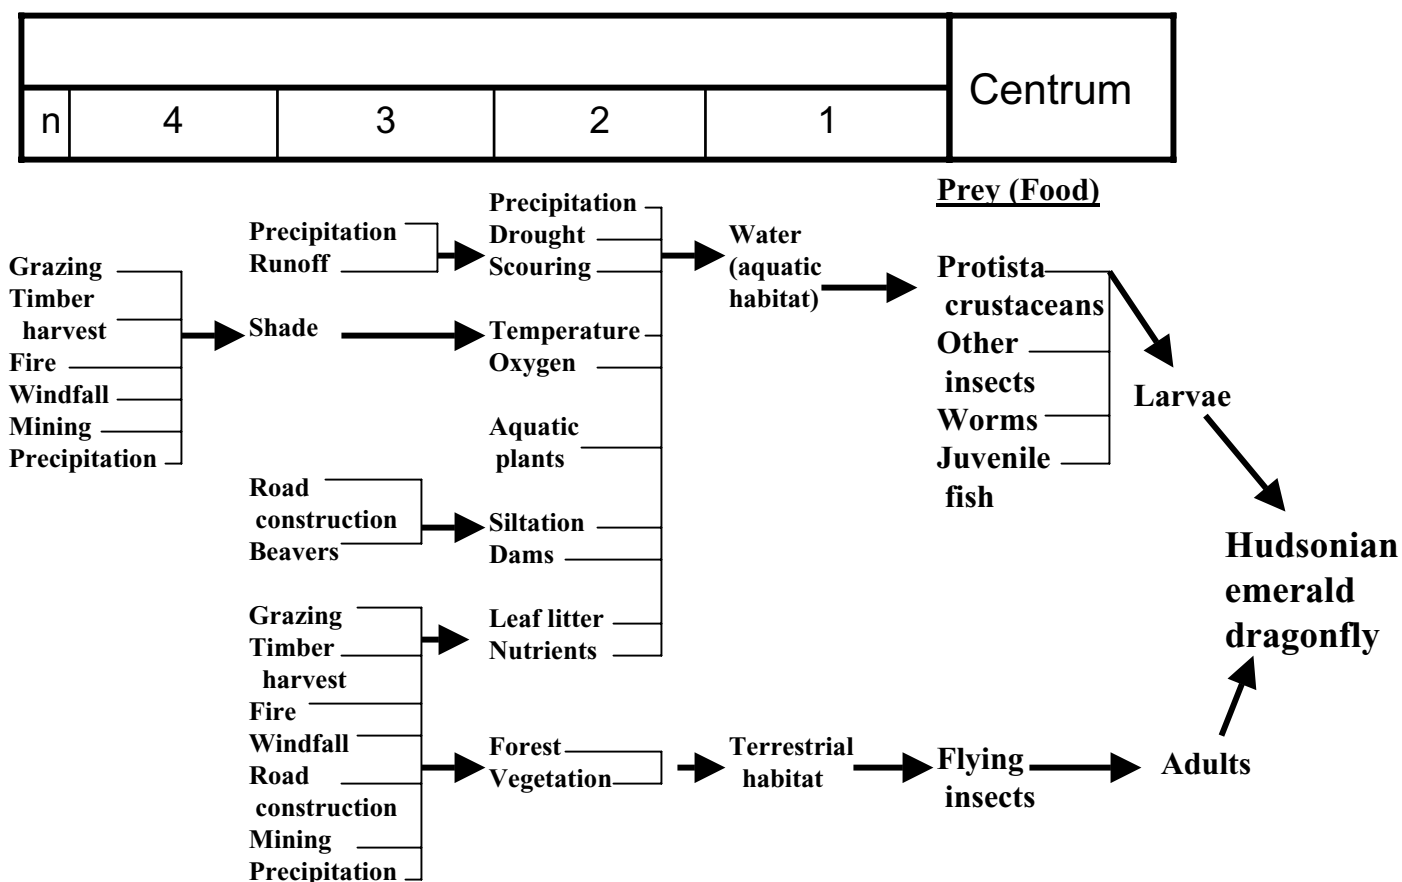 Centrum
n 4 3 2 1
Prey (Food)
Grazing
Timber
harvest
Fire
Windfall
Mining
Precipitation
Precipitation
Runoff
Shade
Road
construction
Beavers
Grazing
Timber
harvest
Fire
Windfall
Road
construction
Mining
Precipitation
Precipitation
Drought
Scouring
Temperature
Oxygen
Aquatic
plants
Siltation
Dams
Leaf litter
Nutrients
Forest
Vegetation
Water
(aquatic
habitat)
Terrestrial
habitat
Protista
crustaceans
Other
insects
Worms
Juvenile
fish
Flying
insects
Larvae
Adults
Hudsonian
emerald
dragonfly